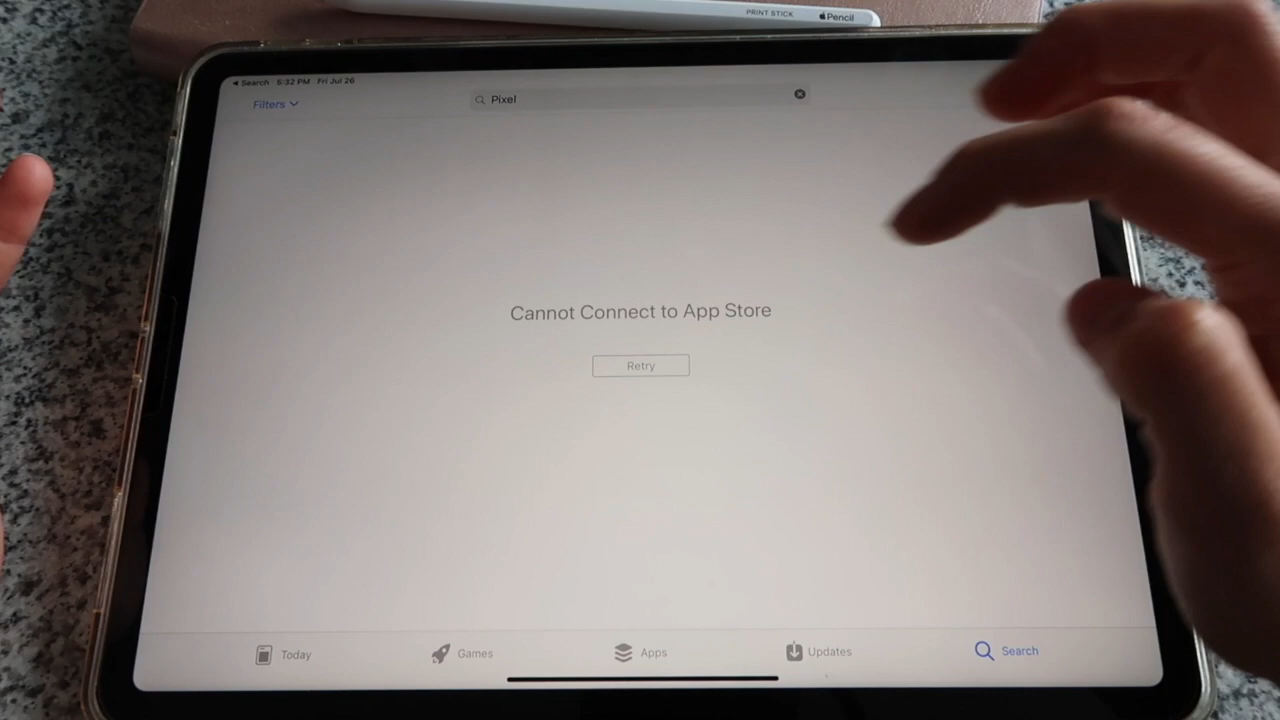 PRINT STICK Pencil
Search 5:32 PM Fri Jul 26
Filters
Pixel
Cannot Connect to App Store
Retry
Today
Games
Apps
Updates
Search